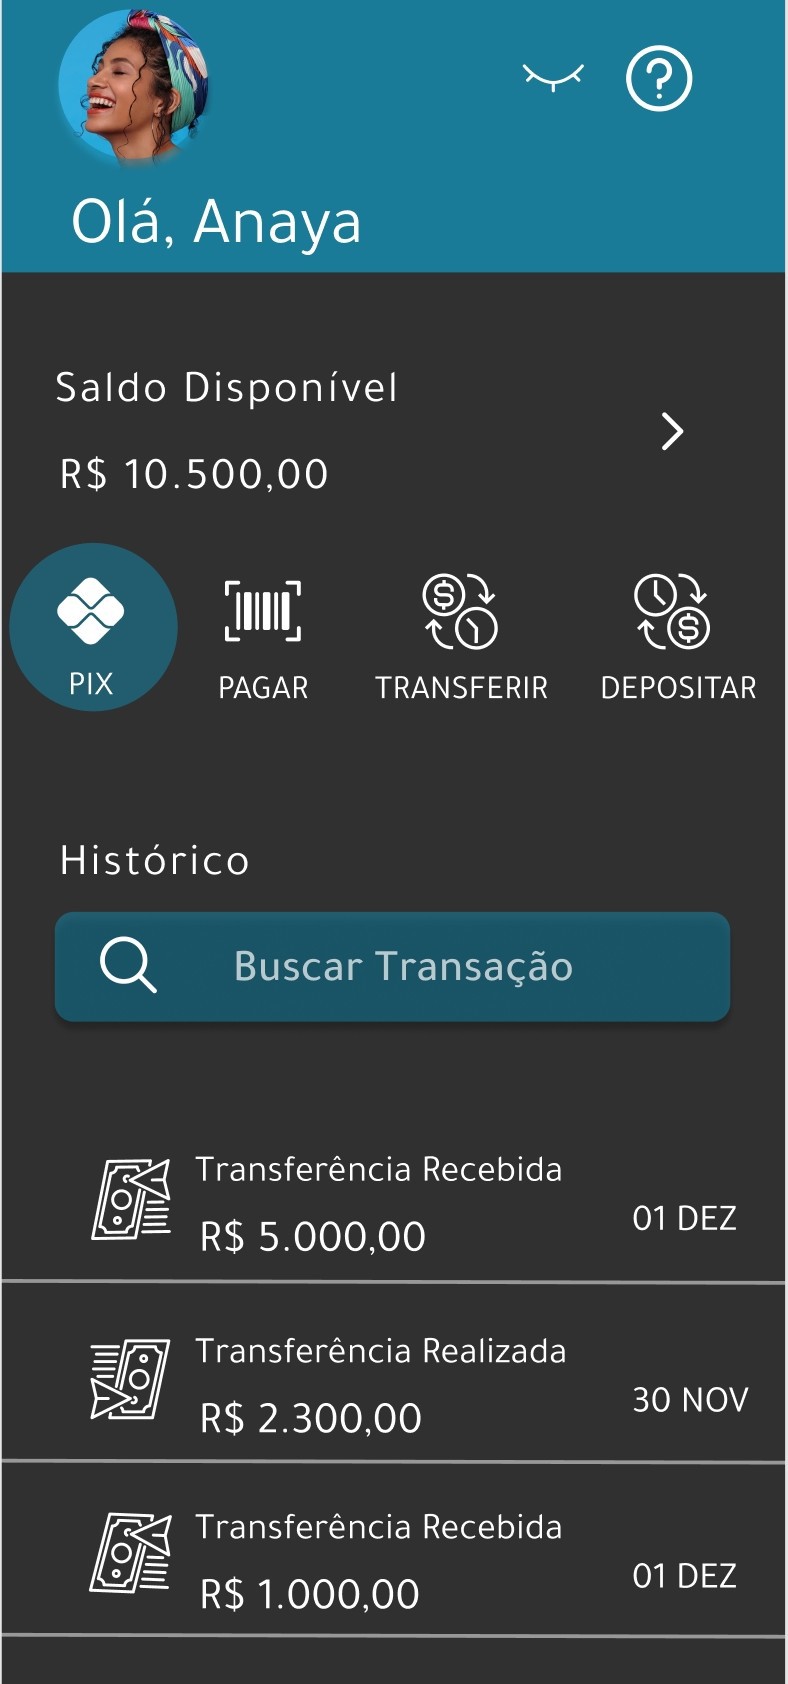 Olá, Anaya
Saldo Disponível
R$ 10.500,00
PIX
PAGAR
TRANSFERIR
DEPOSITAR
Histórico
Buscar Transação
Transferência Recebida
R$ 5.000,00
01 DEZ
Transferência Realizada
R$ 2.300,00
30 NOV
Transferência Recebida
R$ 1.000,00
01 DEZ